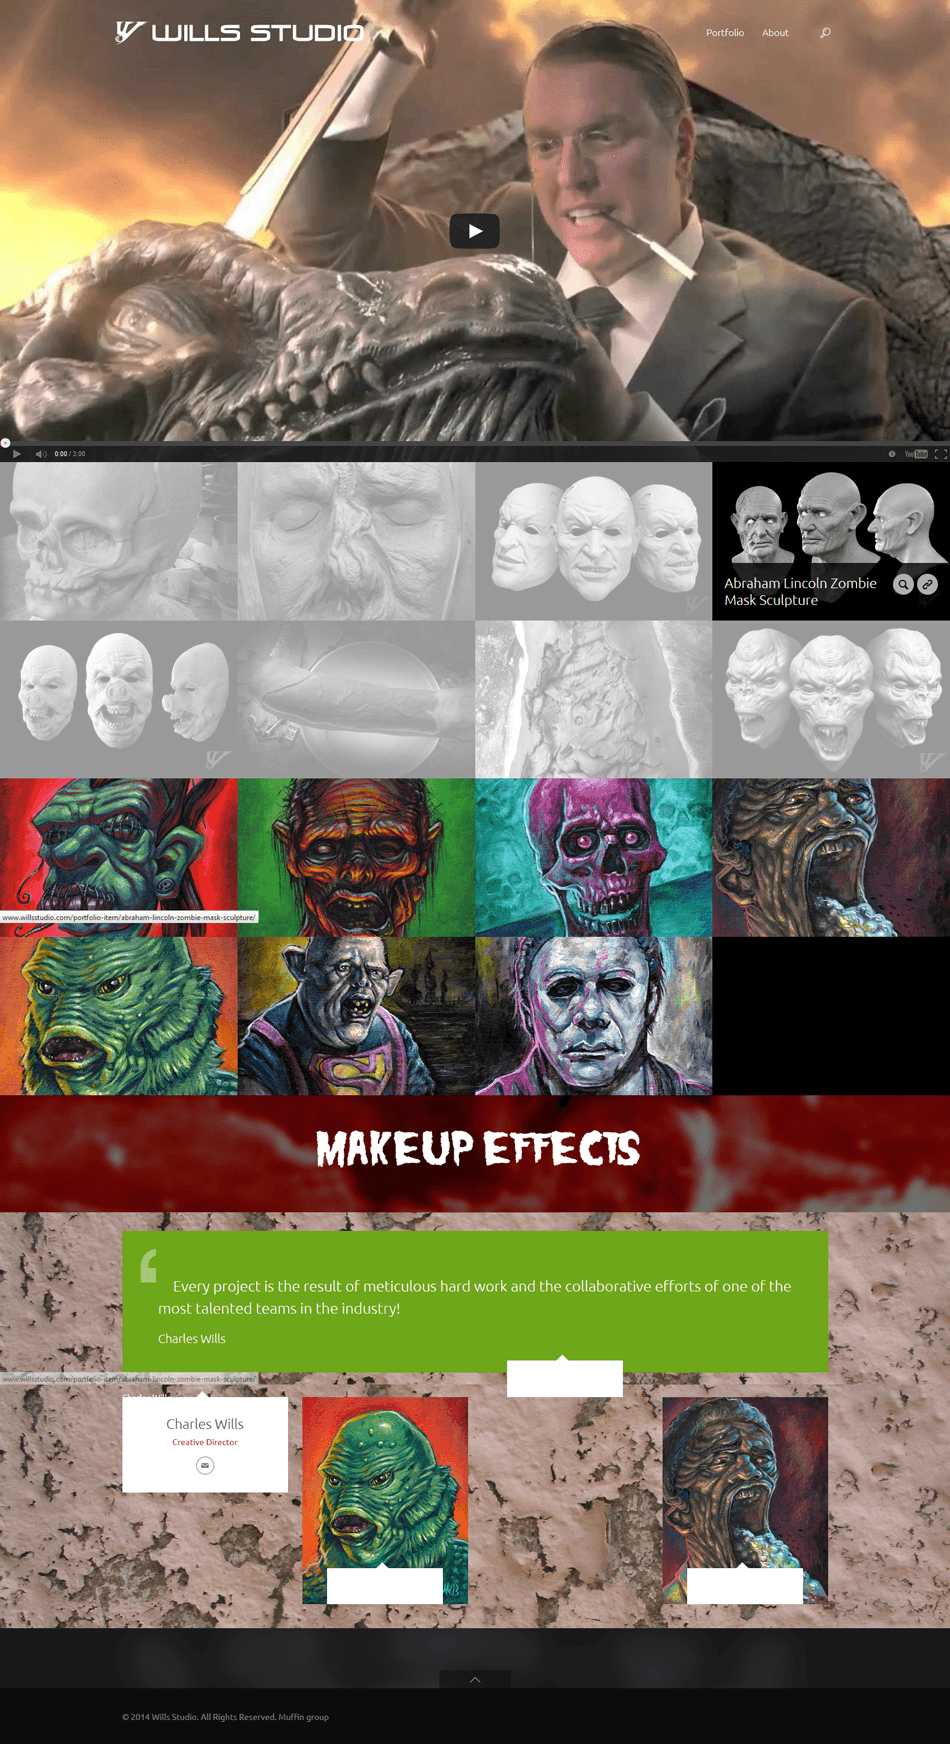 WILLS STUDIO
Portfolio About
0:00 / 3:00
YouTube
Abraham Lincoln Zombie
Mask Sculpture
www.willsstudio.com/portfolio-item/abraham-lincoln-zombie-mask-sculpture/
MAKEUP EFFECTS
Every project is the result of meticulous hard work and the collaborative efforts of one of the
most talented teams in the industry!
Charles Wills
www.willsstudio.com/portfolio-item/abraham-lincoln-zombie-mask-sculpture/
Charles Wills
Charles Wills
Creative Director
© 2014 Wills Studio. All Rights Reserved. Muffin group